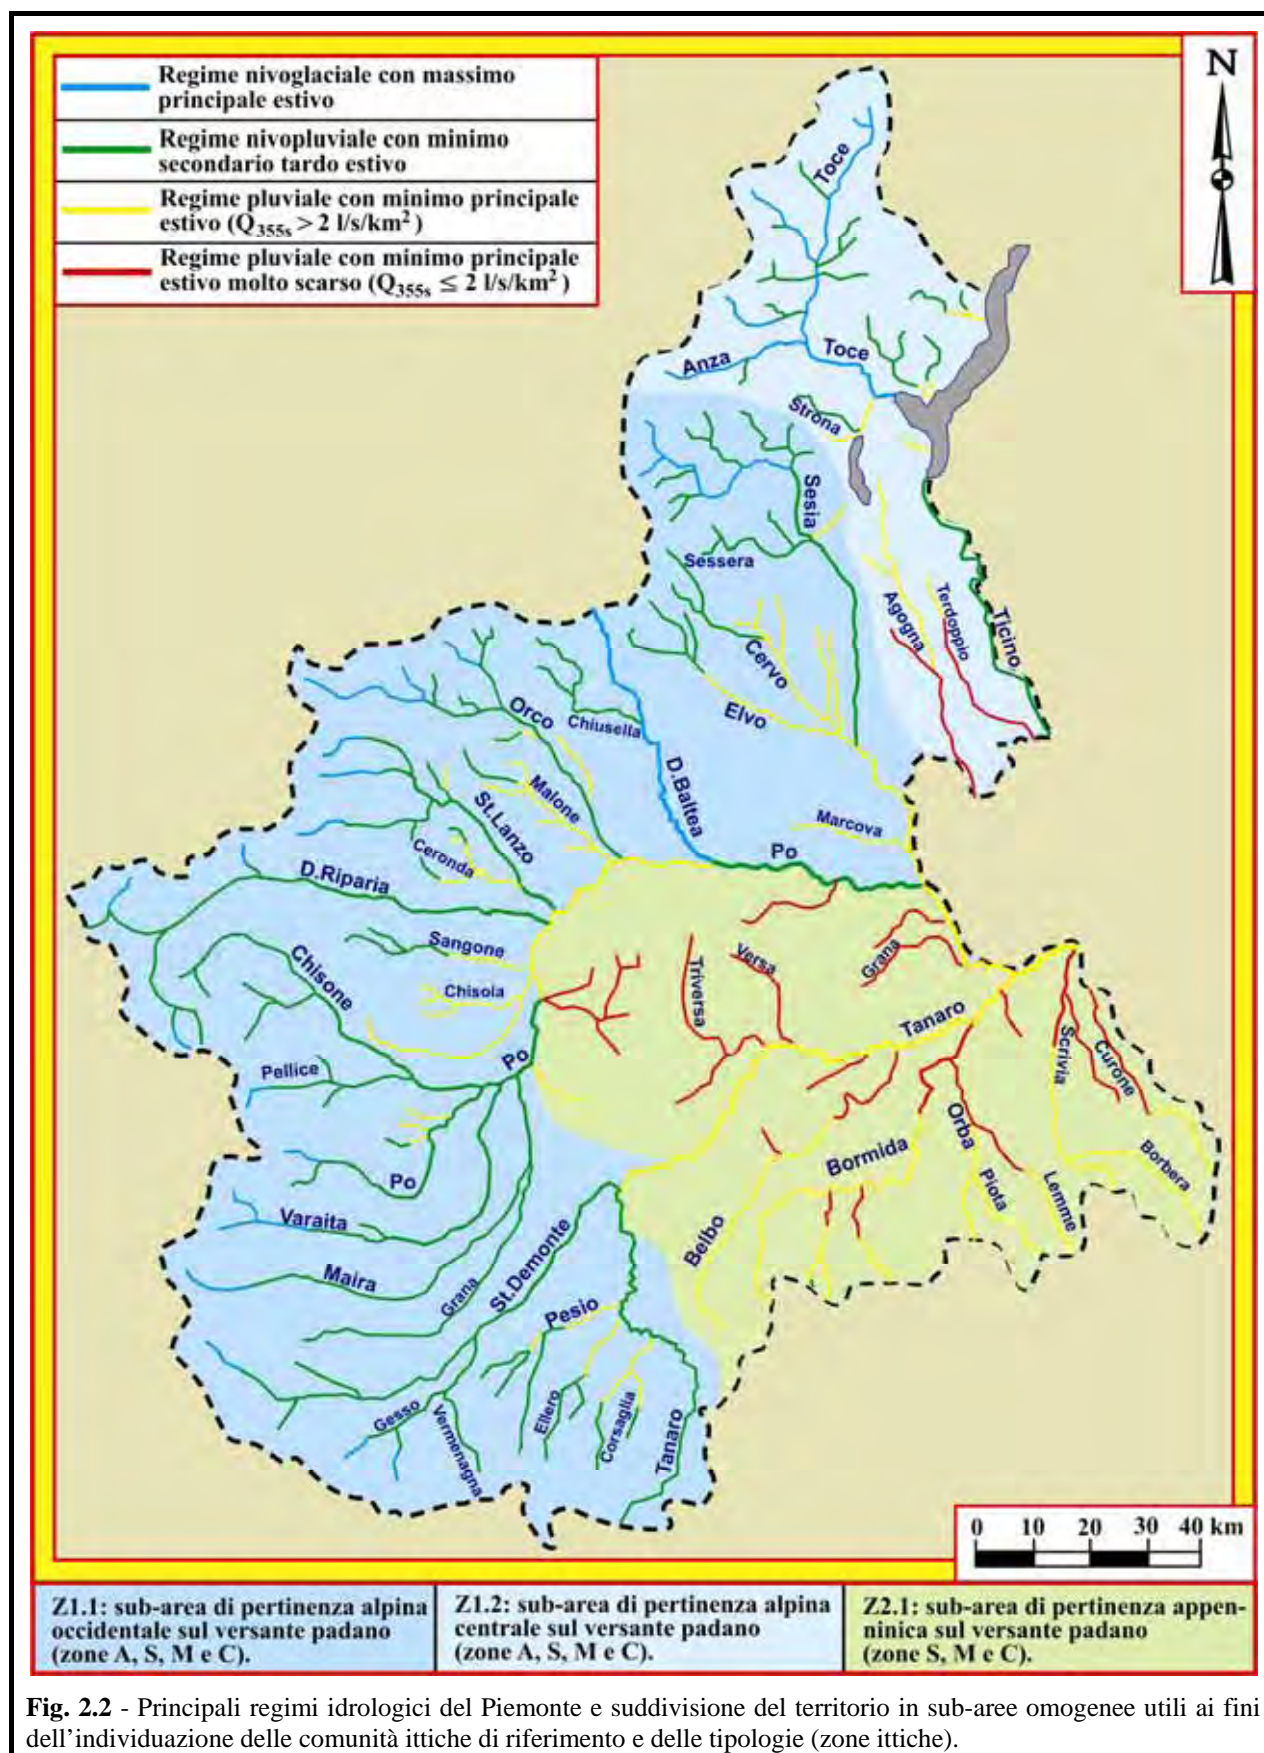 Regime nivoglaciale con massimo
principale estivo
Regime nivopluviale con minimo
secondario tardo estivo
Regime pluviale con minimo principale
estivo (Q355s > 2 l/s/km²)
Regime pluviale con minimo principale
estivo molto scarso (Q355s ≤ 2 l/s/km²)
N
Toce
Anza
Toce
Strona
Sesia
Sessera
Agogna
Terdoppio
Ticino
Cervo
Elvo
Orco
Chiusella
D.Baltea
Malone
St.Lanzo
Marcova
Ceronda
Po
D.Riparia
Sangone
Chisone
Chisola
Triversa
Versa
Grana
Tanaro
Scrivia
Curone
Po
Pellice
Orba
Bormida
Borbera
Piota
Lemme
Po
Varaita
Belbo
St.Demonte
Maira
Grana
Pesio
Gesso
Vermenagna
Ellero
Corsaglia
Tanaro
0 10 20 30 40 km
Z1.1: sub-area di pertinenza alpina
occidentale sul versante padano
(zone A, S, M e C).
Z1.2: sub-area di pertinenza alpina
centrale sul versante padano
(zone A, S, M e C).
Z2.1: sub-area di pertinenza appen-
ninica sul versante padano
(zone S, M e C).
Fig. 2.2 - Principali regimi idrologici del Piemonte e suddivisione del territorio in sub-aree omogenee utili ai fini
dell'individuazione delle comunità ittiche di riferimento e delle tipologie (zone ittiche).